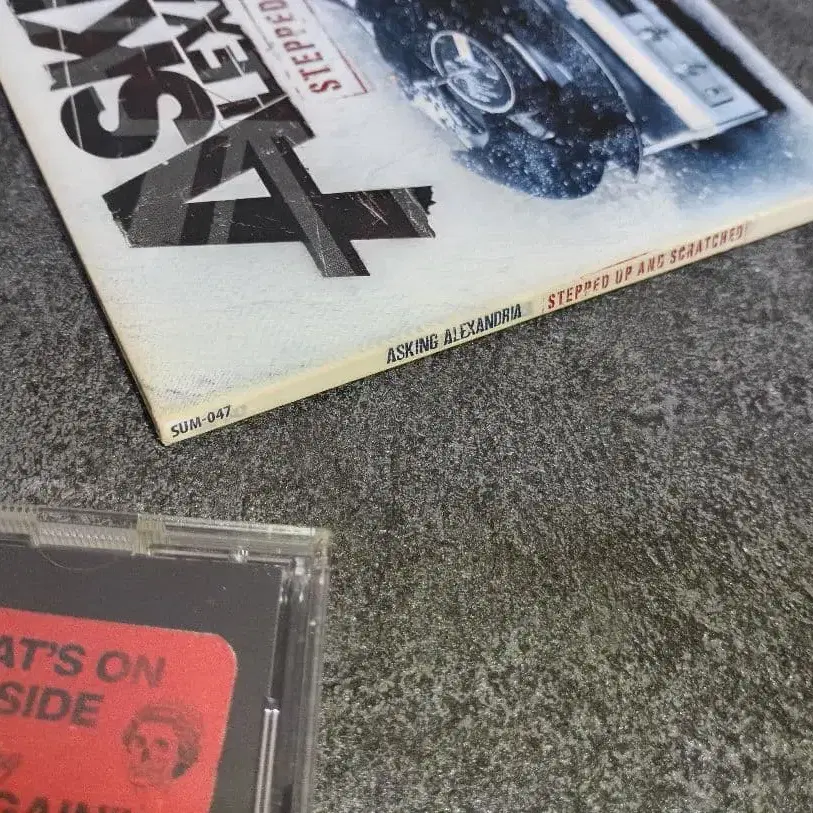 STEPPED
SUM-047
ASKING ALEXANDRIA
STEPPED UP AND SCRATCHED
AT'S ON
SIDE